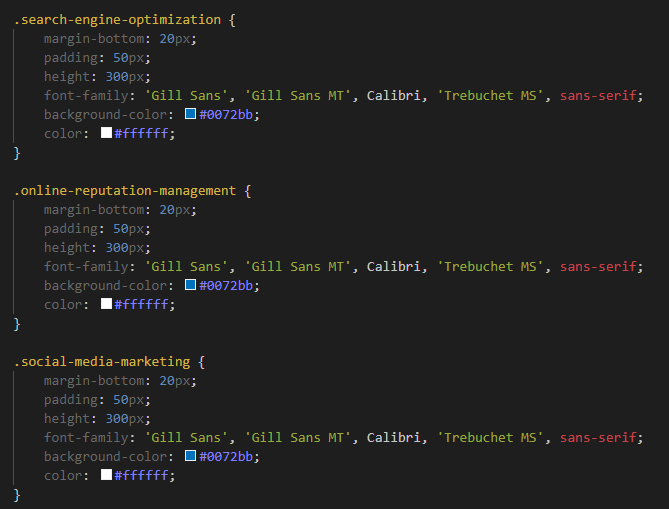 .search-engine-optimization {
    margin-bottom: 20px;
    padding: 50px;
    height: 300px;
    font-family: 'Gill Sans', 'Gill Sans MT', Calibri, 'Trebuchet MS', sans-serif;
    background-color: #0072bb;
    color: #ffffff;
}

.online-reputation-management {
    margin-bottom: 20px;
    padding: 50px;
    height: 300px;
    font-family: 'Gill Sans', 'Gill Sans MT', Calibri, 'Trebuchet MS', sans-serif;
    background-color: #0072bb;
    color: #ffffff;
}

.social-media-marketing {
    margin-bottom: 20px;
    padding: 50px;
    height: 300px;
    font-family: 'Gill Sans', 'Gill Sans MT', Calibri, 'Trebuchet MS', sans-serif;
    background-color: #0072bb;
    color: #ffffff;
}